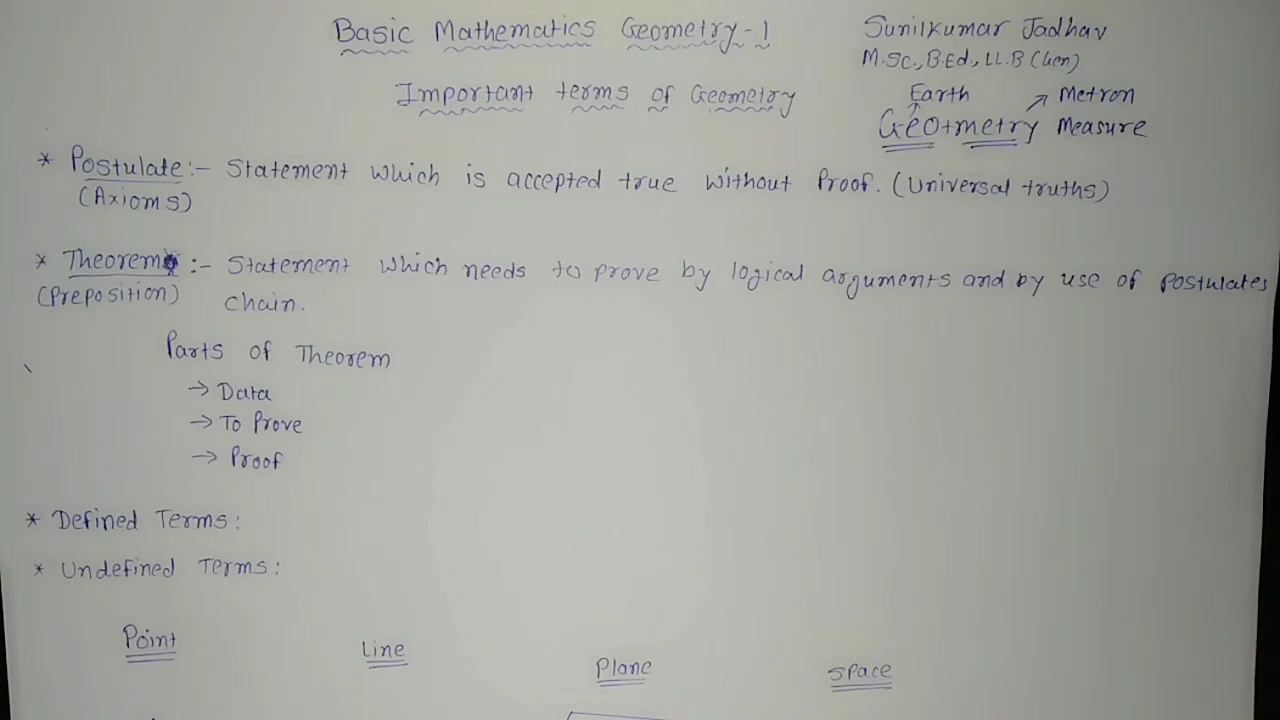 Basic Mathematics Geometry-1
Sunilkumar Jadhav
M.Sc., B.Ed., LL.B (Gen)
Important terms of Geometry
Earth Metron
Geo+metry Measure
* Postulate:- Statement which is accepted true without Proof. (Universal truths)
(Axioms)
* Theorem :- Statement which needs to prove by logical arguments and by use of postulates
(Preposition) chain.
Parts of Theorem
→ Data
→ To Prove
→ Proof
* Defined Terms:
* Undefined Terms:
Point Line Plane Space